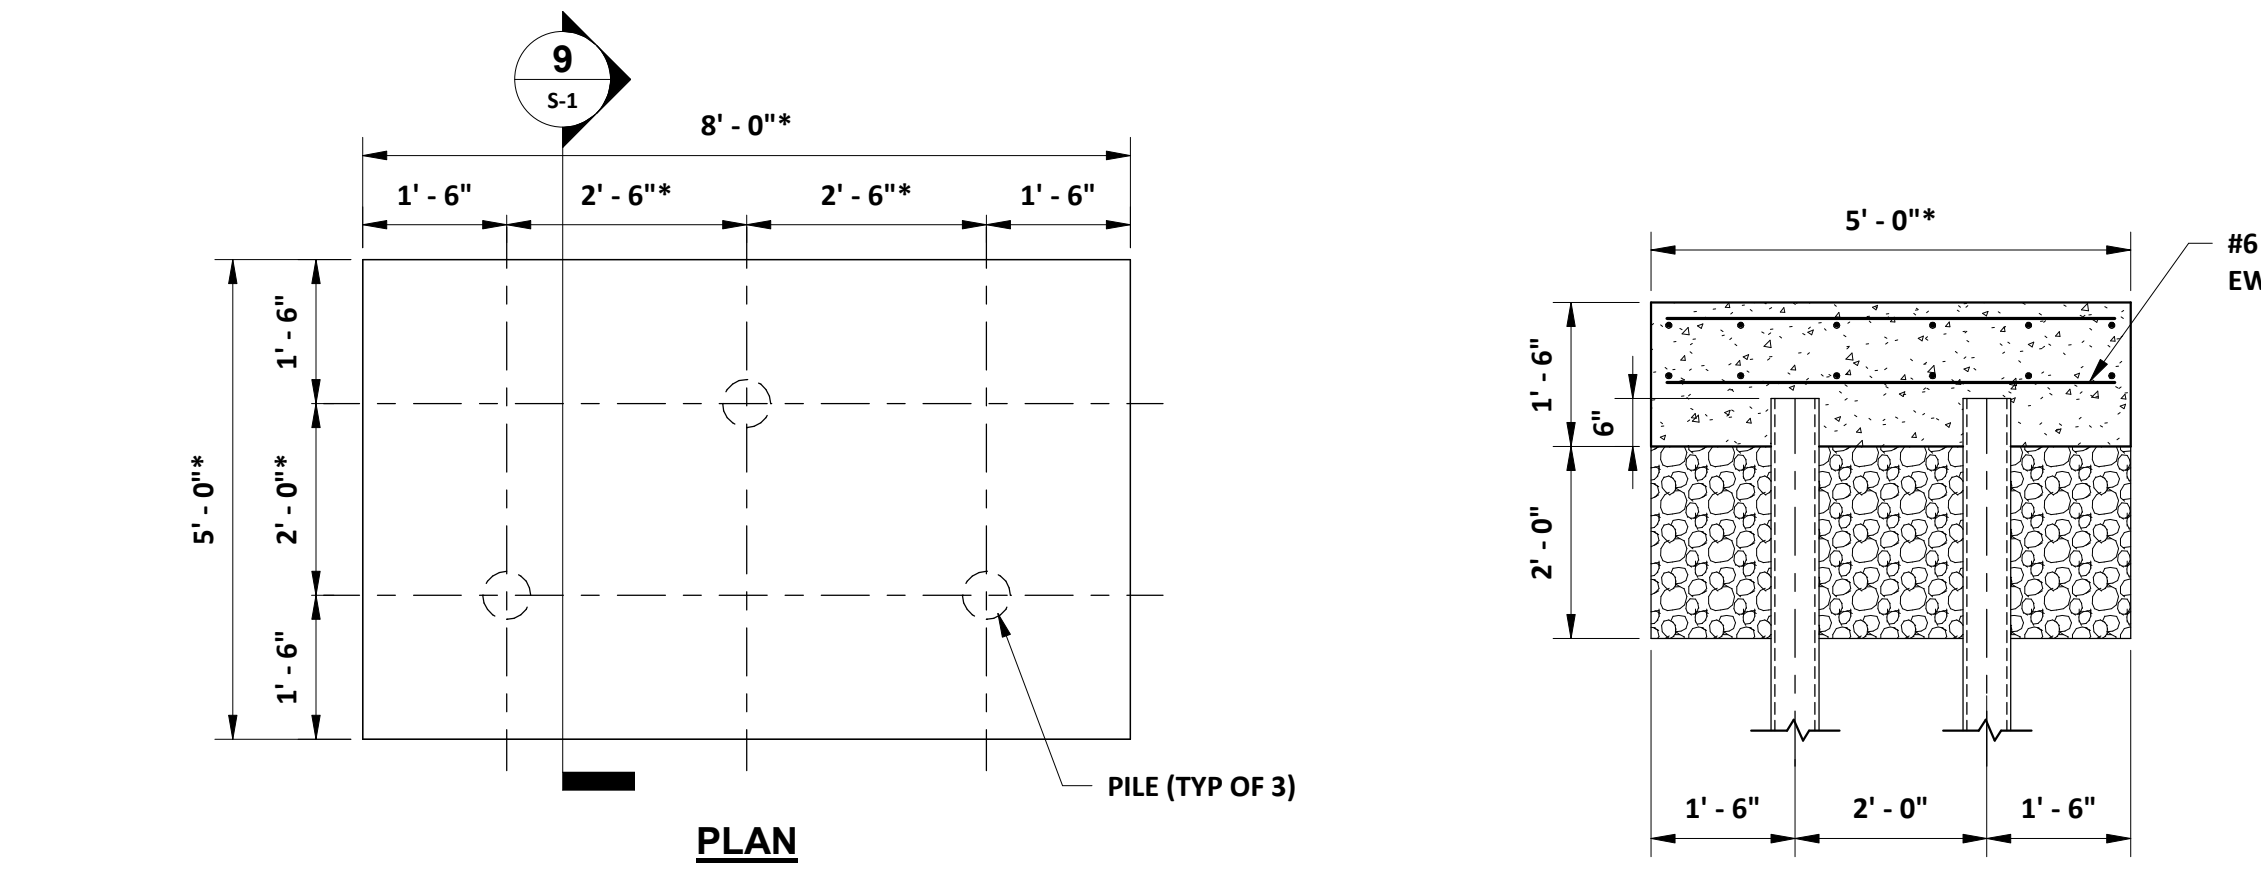 9
S-1
8' - 0"*
1' - 6"
2' - 6"*
2' - 6"*
1' - 6"
5' - 0"*
1' - 6"
2' - 0"*
1' - 6"
PILE (TYP OF 3)
PLAN
5' - 0"*
#6
EW
1' - 6"
6"
2' - 0"
1' - 6"
2' - 0"
1' - 6"